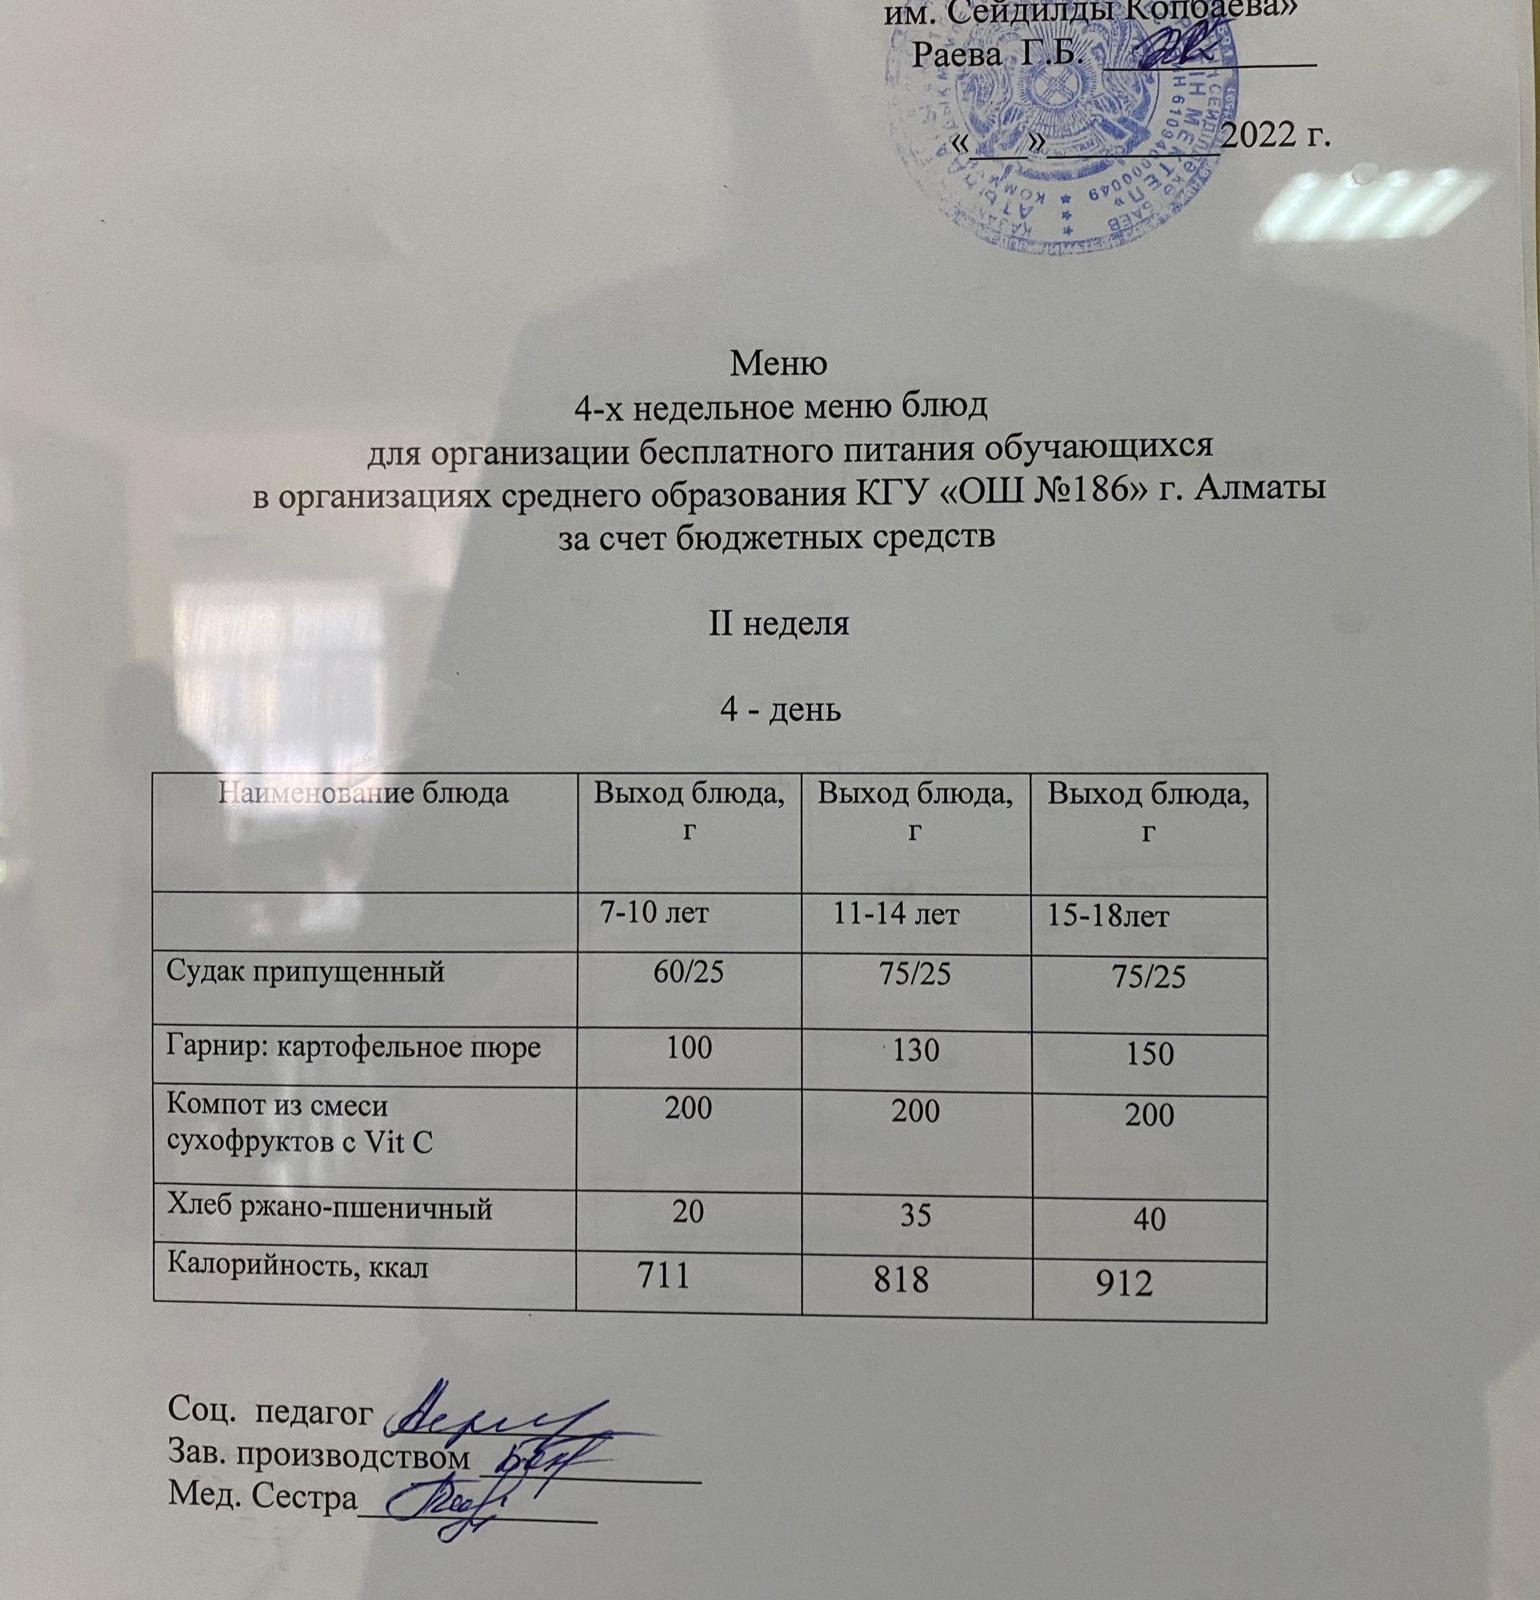 им. Сейдилды Копбаева»
Раева Г.Б. ____________
«___»__________2022 г.
610940000049
Меню
4-х недельное меню блюд
для организации бесплатного питания обучающихся
в организациях среднего образования КГУ «ОШ №186» г. Алматы
за счет бюджетных средств
II неделя
4 - день
Наименование блюда Выход блюда, г Выход блюда, г Выход блюда, г
7-10 лет 11-14 лет 15-18лет
Судак припущенный 60/25 75/25 75/25
Гарнир: картофельное пюре 100 130 150
Компот из смеси 200 200 200
сухофруктов с Vit C
Хлеб ржано-пшеничный 20 35 40
Калорийность, ккал 711 818 912
Соц. педагог
Зав. производством
Мед. Сестра